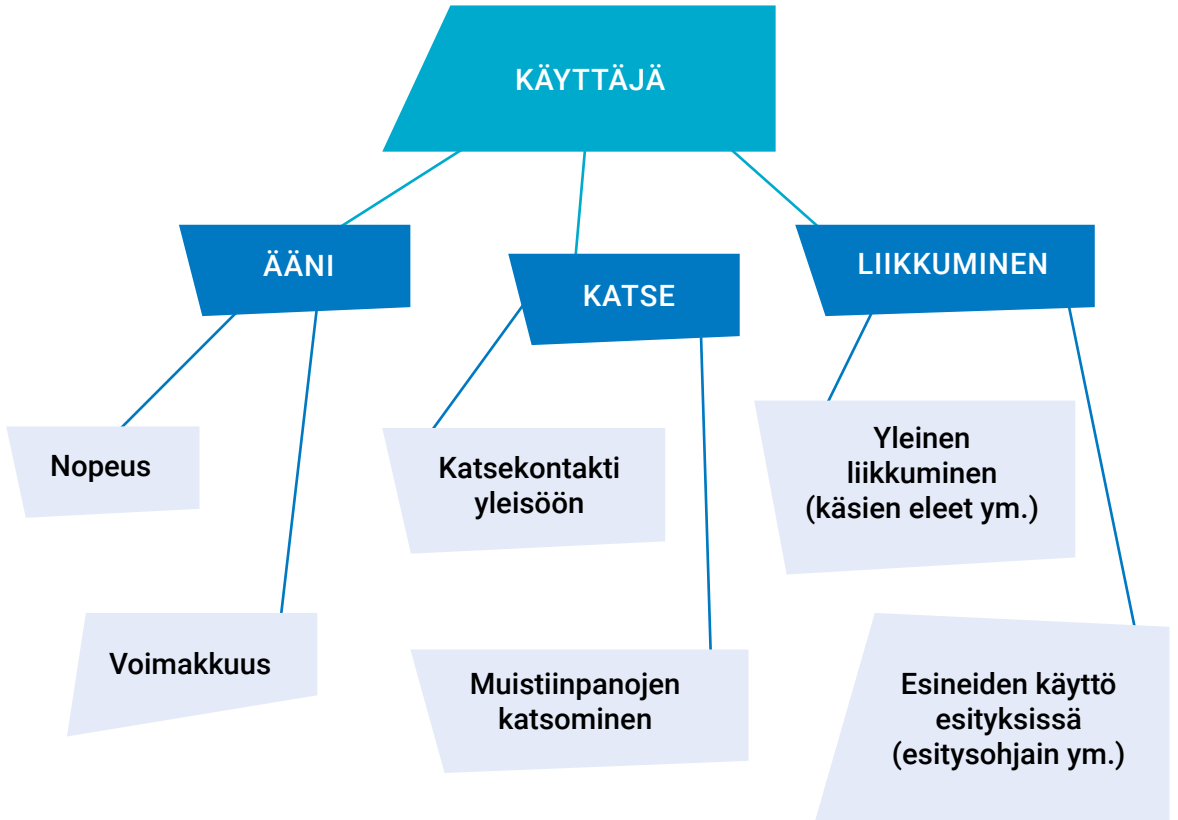 KÄYTTÄJÄ
ÄÄNI
KATSE
LIIKKUMINEN
Nopeus
Voimakkuus
Katsekontakti
yleisöön
Muistiinpanojen
katsominen
Yleinen
liikkuminen
(käsien eleet ym.)
Esineiden käyttö
esityksissä
(esitysohjain ym.)